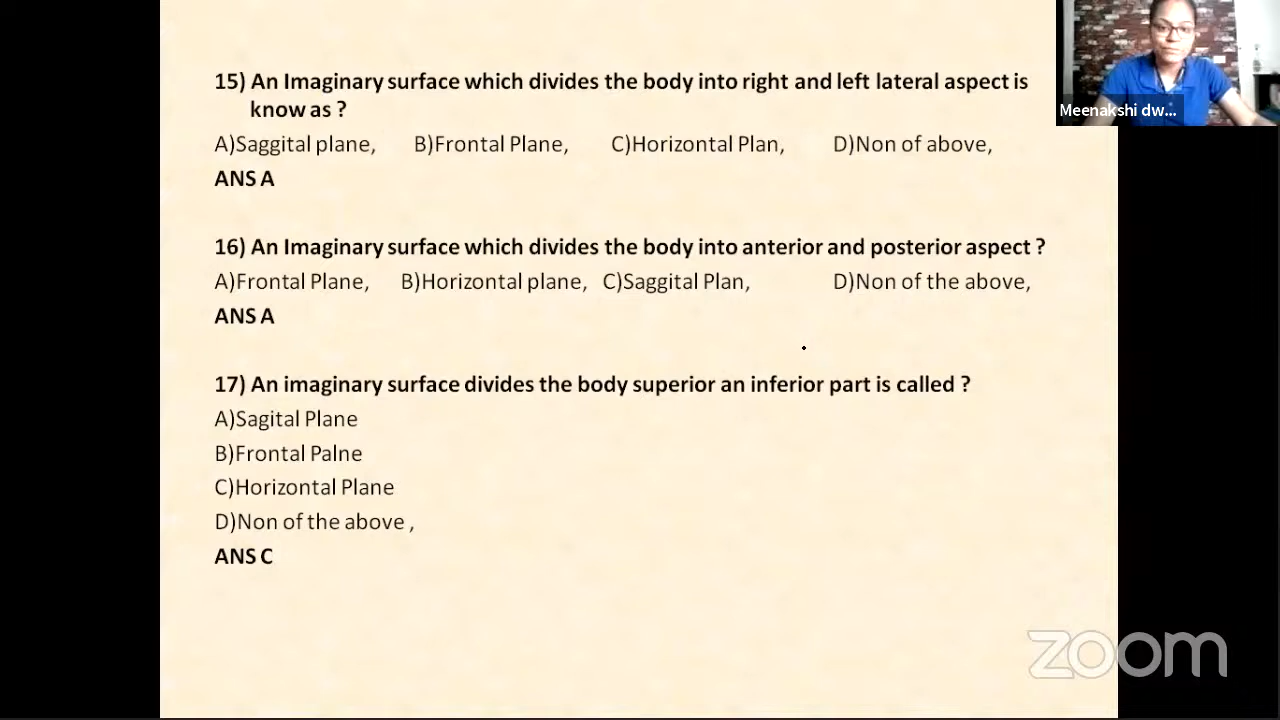 15) An Imaginary surface which divides the body into right and left lateral aspect is
know as ?
A)Saggital plane, B)Frontal Plane, C)Horizontal Plan, D)Non of above,
ANS A
16) An Imaginary surface which divides the body into anterior and posterior aspect ?
A)Frontal Plane, B)Horizontal plane, C)Saggital Plan, D)Non of the above,
ANS A
17) An imaginary surface divides the body superior an inferior part is called ?
A)Sagital Plane
B)Frontal Palne
C)Horizontal Plane
D)Non of the above ,
ANS C
Meenakshi dw...
zoom